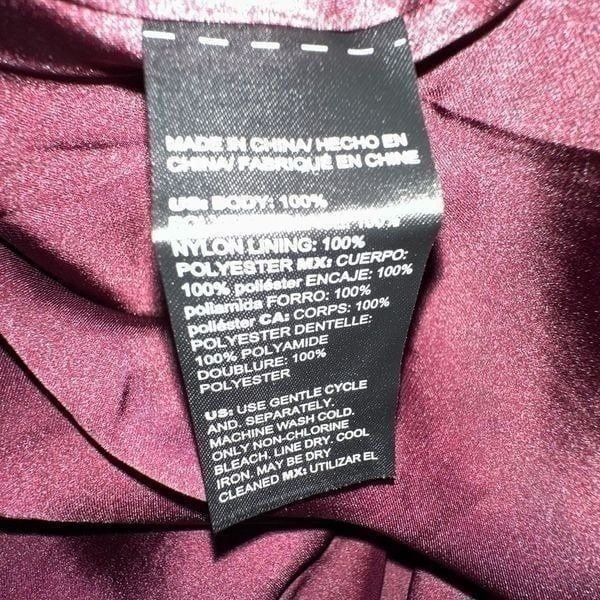 MADE IN CHINA/ HECHO EN
CHINA/ FABRIQUÉ EN CHINE
US: BODY: 100%
NYLON LINING: 100%
POLYESTER MX: CUERPO:
100% poliéster ENCAJE: 100%
poliamida FORRO: 100%
poliéster CA: CORPS: 100%
POLYESTER DENTELLE:
100% POLYAMIDE
DOUBLURE: 100%
POLYESTER
US: USE GENTLE CYCLE
AND. SEPARATELY.
MACHINE WASH COLD.
ONLY NON-CHLORINE
BLEACH. LINE DRY. COOL
IRON. MAY BE DRY
CLEANED MX: UTILIZAR EL